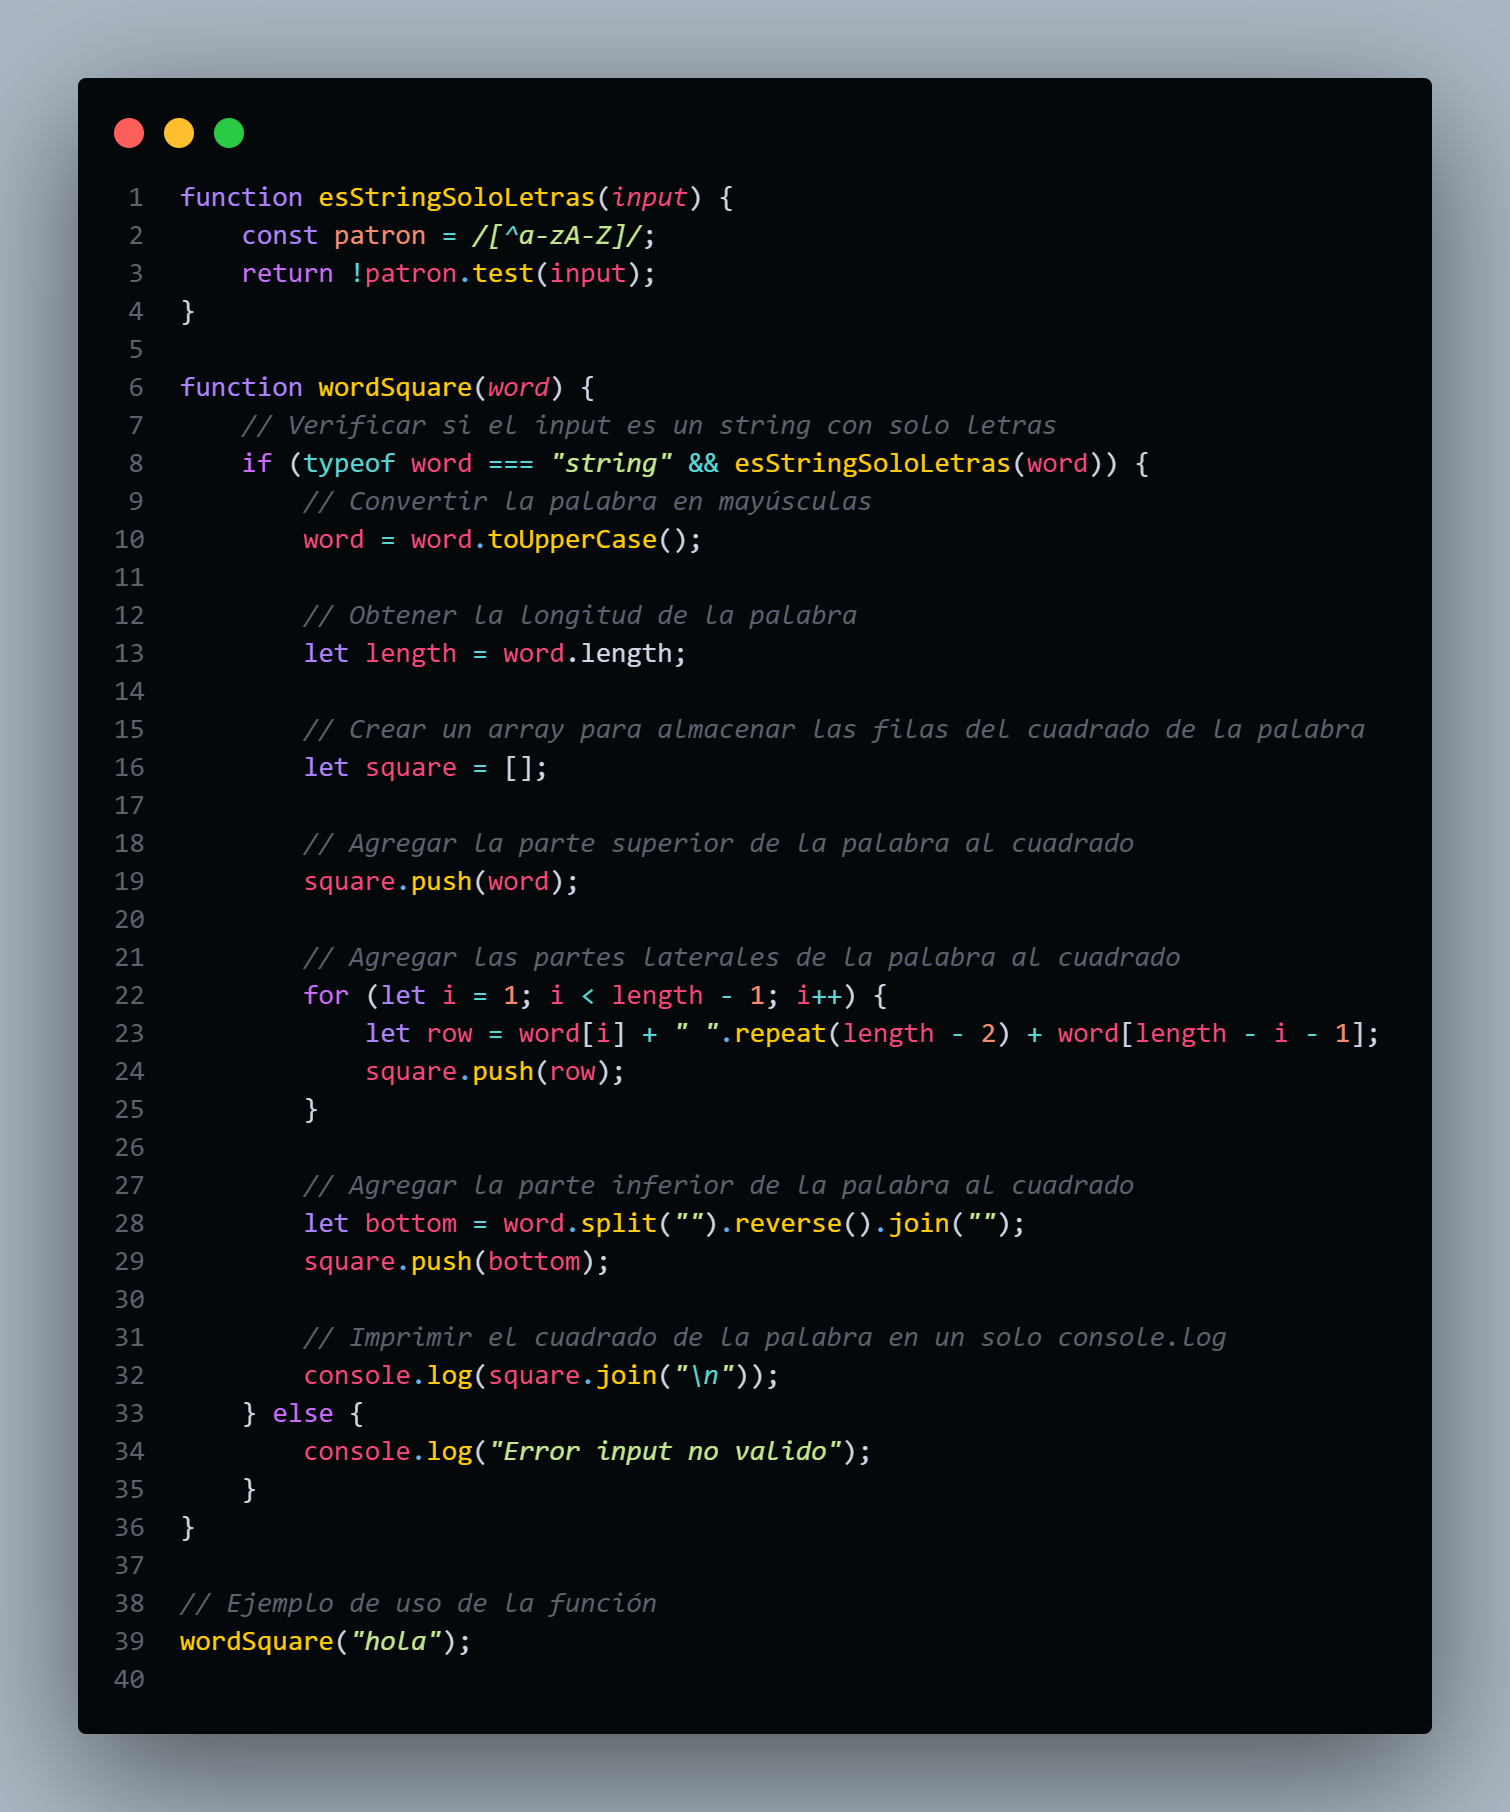 1 function esStringSoloLetras(input) {
2     const patron = /[^a-zA-Z]/;
3     return !patron.test(input);
4 }
5
6 function wordSquare(word) {
7     // Verificar si el input es un string con solo letras
8     if (typeof word === "string" && esStringSoloLetras(word)) {
9         // Convertir la palabra en mayúsculas
10         word = word.toUpperCase();
11
12         // Obtener la longitud de la palabra
13         let length = word.length;
14
15         // Crear un array para almacenar las filas del cuadrado de la palabra
16         let square = [];
17
18         // Agregar la parte superior de la palabra al cuadrado
19         square.push(word);
20
21         // Agregar las partes laterales de la palabra al cuadrado
22         for (let i = 1; i < length - 1; i++) {
23             let row = word[i] + " ".repeat(length - 2) + word[length - i - 1];
24             square.push(row);
25         }
26
27         // Agregar la parte inferior de la palabra al cuadrado
28         let bottom = word.split("").reverse().join("");
29         square.push(bottom);
30
31         // Imprimir el cuadrado de la palabra en un solo console.log
32         console.log(square.join("\n"));
33     } else {
34         console.log("Error input no valido");
35     }
36 }
37
38 // Ejemplo de uso de la función
39 wordSquare("hola");
40